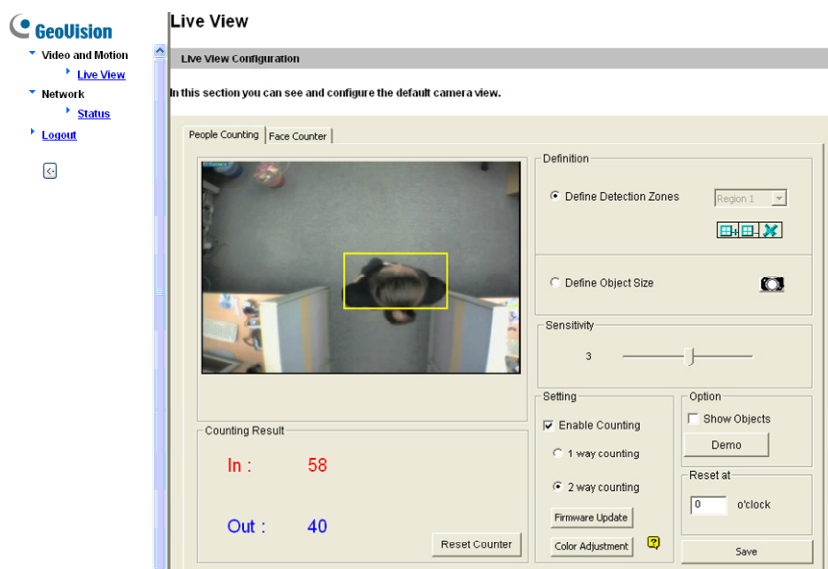 GeoVision
Video and Motion
Live View
Network
Status
Logout
Live View
Live View Configuration
In this section you can see and configure the default camera view.
People Counting
Face Counter
Definition
Define Detection Zones
Region 1
Define Object Size
Sensitivity
3
Counting Result
In : 58
Out : 40
Reset Counter
Setting
Enable Counting
1 way counting
2 way counting
Firmware Update
Color Adjustment
Option
Show Objects
Demo
Reset at
0 o'clock
Save